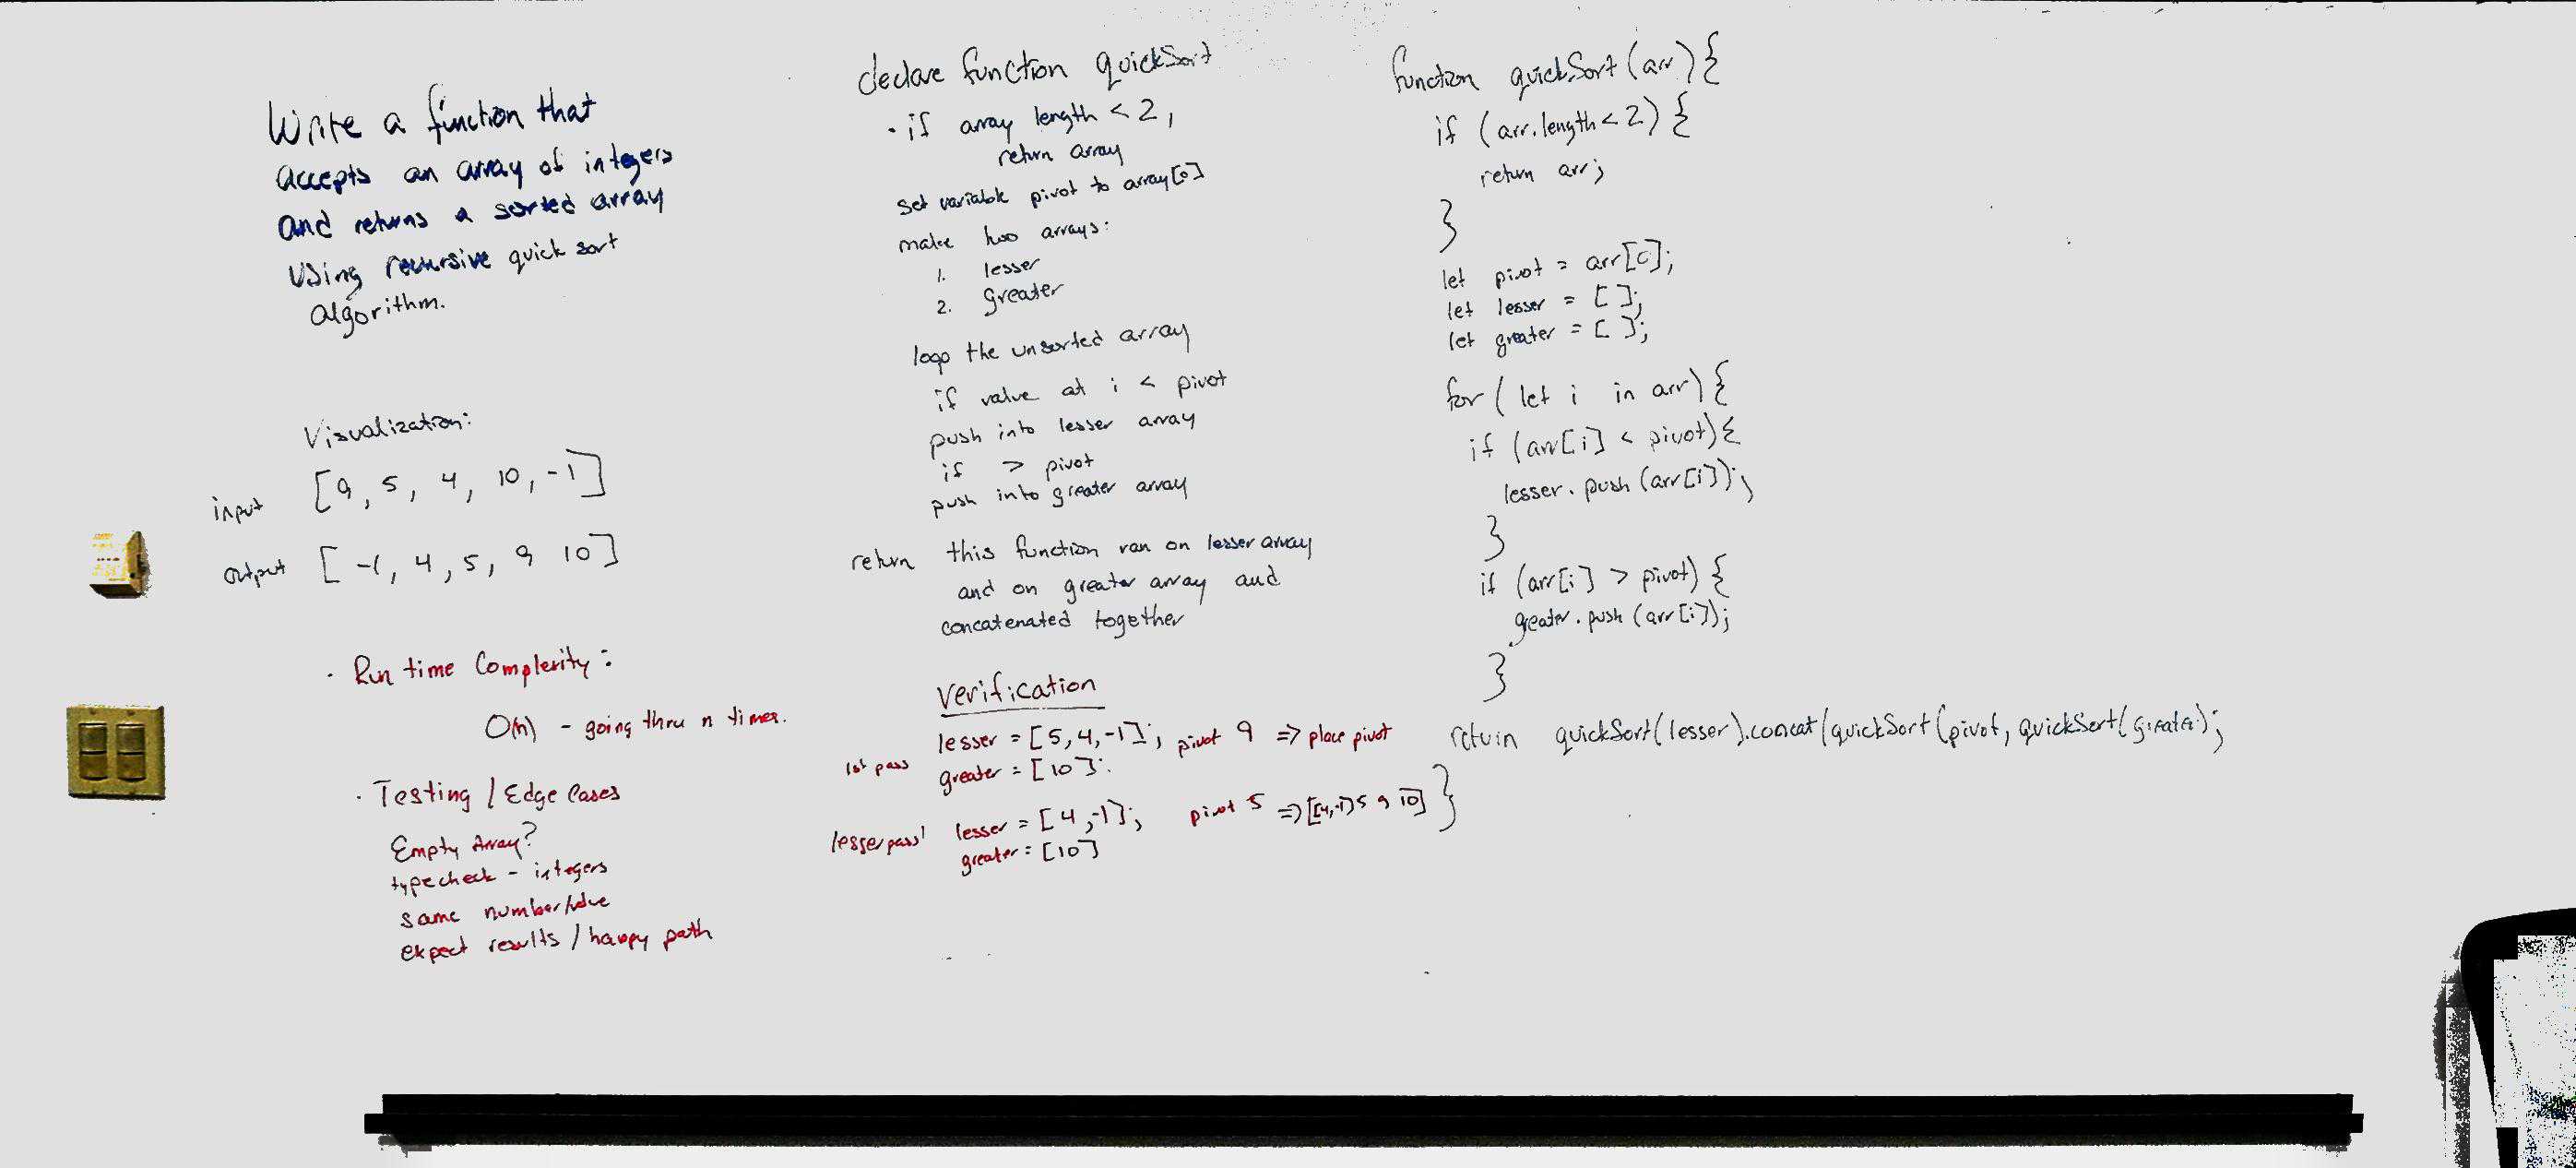 Write a function that
accepts an array of integers
and returns a sorted array
using recursive quick sort
algorithm.
Visualization:
input [9, 5, 4, 10, -1]
output [-1, 4, 5, 9 10]
· Run time Complexity:
O(n) - going thru n times.
· Testing / Edge Cases
Empty Array?
typecheck - integers
same number/value
expect results / happy path
declare function quickSort
· if array length < 2,
return array
set variable pivot to array[0]
make two arrays:
1. lesser
2. greater
loop the unsorted array
if value at i < pivot
push into lesser array
if > pivot
push into greater array
return this function ran on lesser array
and on greater array and
concatenated together
Verification
1st pass lesser = [5, 4, -1]; pivot 9 => place pivot
greater = [10];
lesser pass lesser = [4, -1]; pivot 5 => [[4,-1) 5 9 10]
greater = [10]
function quickSort (arr) {
if (arr.length < 2) {
return arr;
}
let pivot = arr[0];
let lesser = [ ];
let greater = [ ];
for ( let i in arr) {
if (arr[i] < pivot) {
lesser.push (arr[i]);
}
if (arr[i] > pivot) {
greater.push (arr[i]);
}
return quickSort(lesser).concat(quickSort(pivot, quickSort(greater);
}